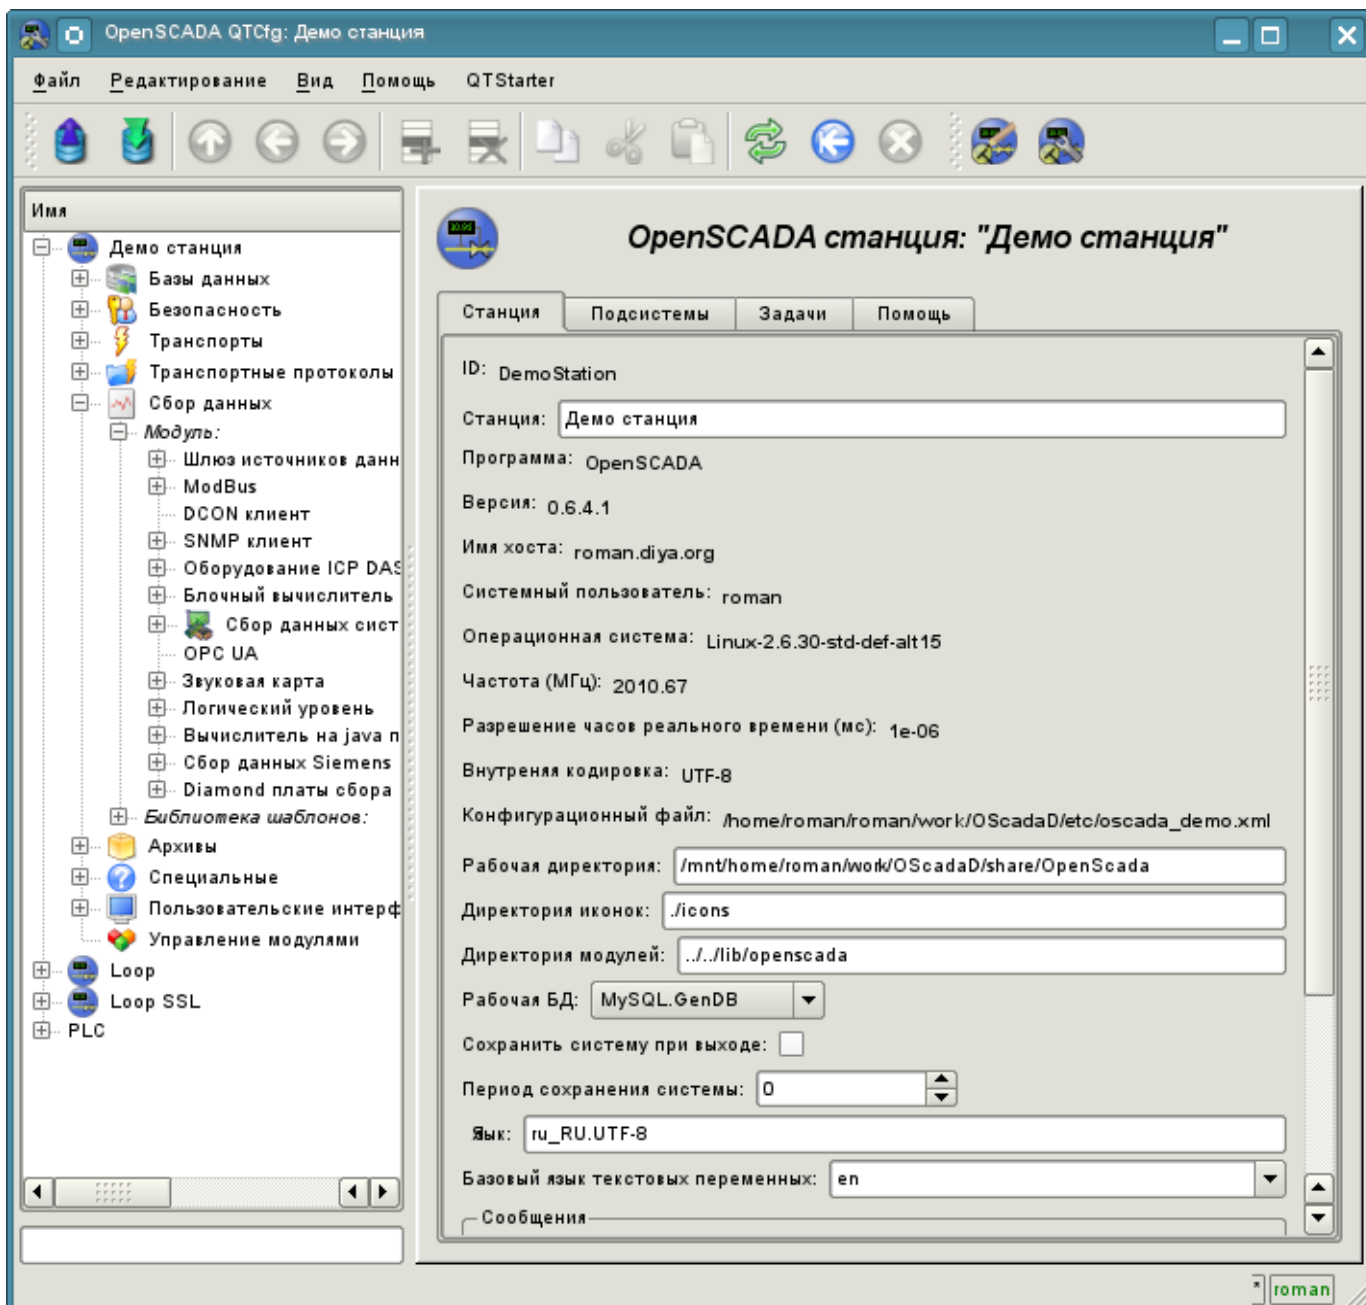 OpenSCADA QTCfg: Демо станция
Файл Редактирование Вид Помощь QTStarter
Имя
Демо станция
Базы данных
Безопасность
Транспорты
Транспортные протоколы
Сбор данных
Модуль:
Шлюз источников данн
ModBus
DCON клиент
SNMP клиент
Оборудование ICP DAS
Блочный вычислитель
Сбор данных сист
OPC UA
Звуковая карта
Логический уровень
Вычислитель на java п
Сбор данных Siemens
Diamond платы сбора
Библиотека шаблонов:
Архивы
Специальные
Пользовательские интерф
Управление модулями
Loop
Loop SSL
PLC
OpenSCADA станция: "Демо станция"
Станция Подсистемы Задачи Помощь
ID: DemoStation
Станция: Демо станция
Программа: OpenSCADA
Версия: 0.6.4.1
Имя хоста: roman.diya.org
Системный пользователь: roman
Операционная система: Linux-2.6.30-std-def-alt15
Частота (МГц): 2010.67
Разрешение часов реального времени (мс): 1e-06
Внутреняя кодировка: UTF-8
Конфигурационный файл: /home/roman/roman/work/OScadaD/etc/oscada_demo.xml
Рабочая директория: /mnt/home/roman/work/OScadaD/share/OpenScada
Директория иконок: ./icons
Директория модулей: ../../lib/openscada
Рабочая БД: MySQL.GenDB
Сохранить систему при выходе:
Период сохранения системы: 0
Язык: ru_RU.UTF-8
Базовый язык текстовых переменных: en
Сообщения
* roman